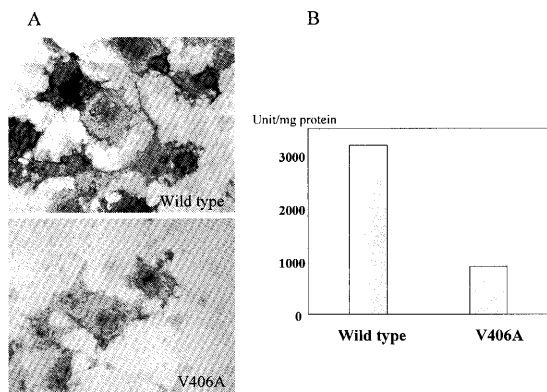 A
Wild type
V406A
B
Unit/mg protein
3000
2000
1000
0
Wild type
V406A